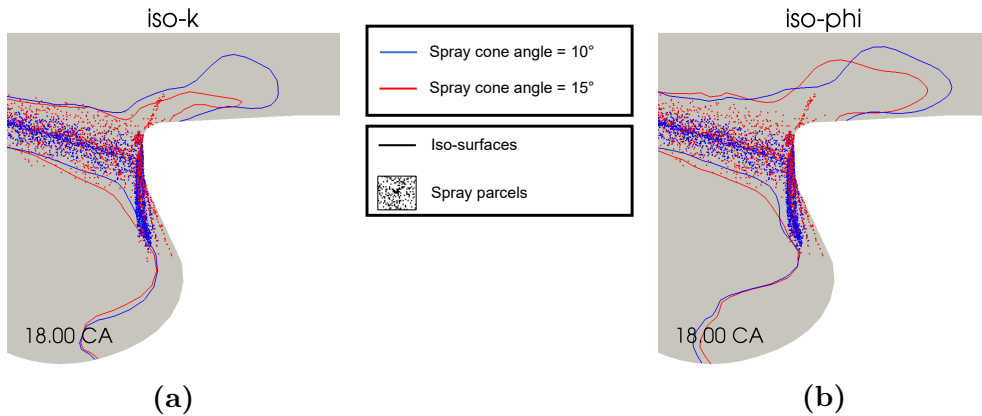 iso-k
iso-phi
Spray cone angle = 10°
Spray cone angle = 15°
Iso-surfaces
Spray parcels
18.00 CA
18.00 CA
(a)
(b)